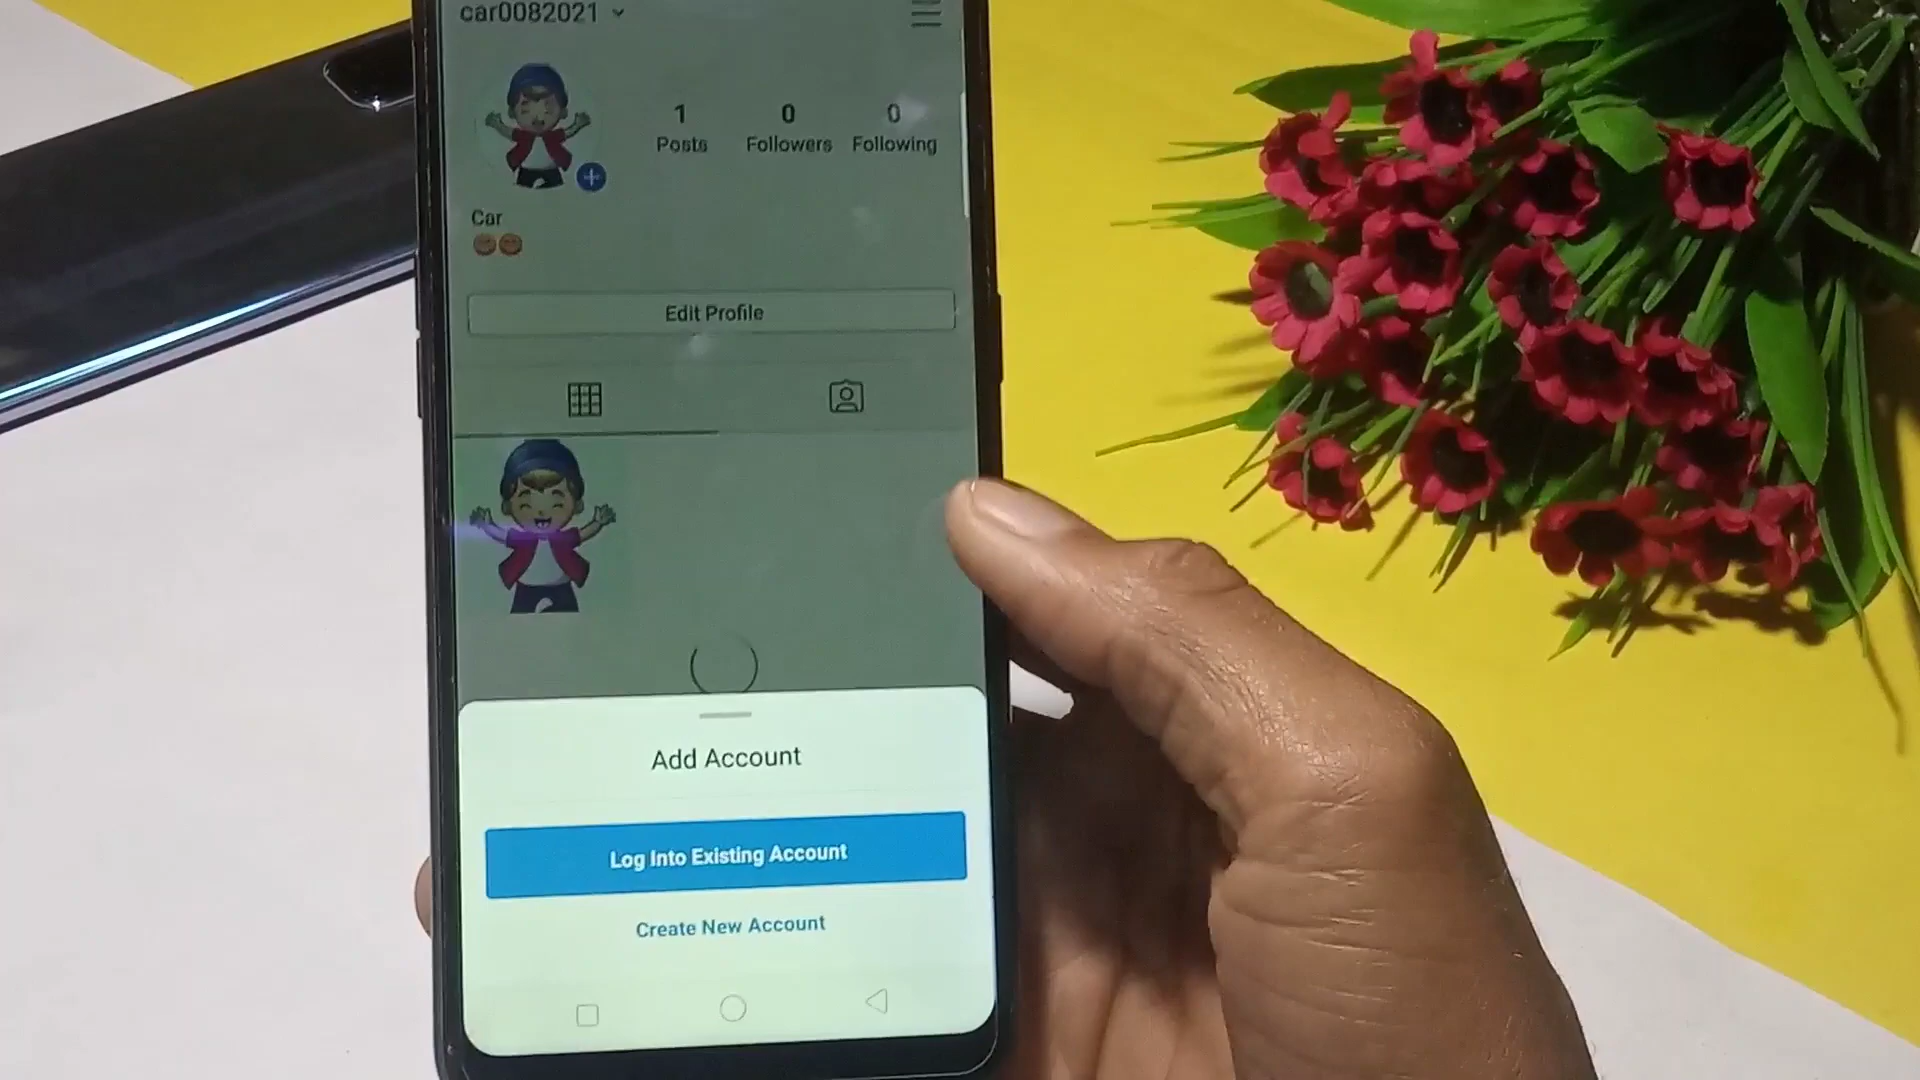 car0082021
1 0 0
Posts Followers Following
Car
Edit Profile
Add Account
Log Into Existing Account
Create New Account